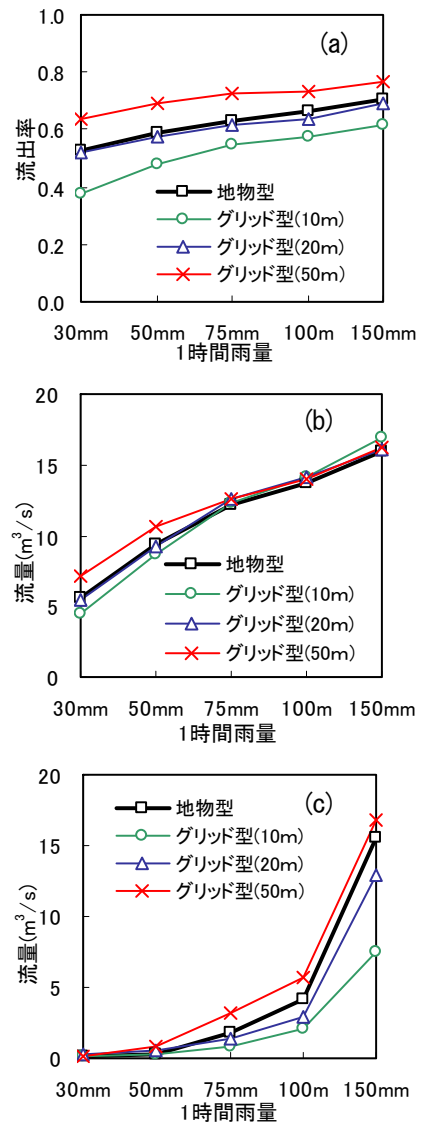 (a)
1.0
0.8
0.6
0.4
0.2
0.0
流出率
地物型
グリッド型(10m)
グリッド型(20m)
グリッド型(50m)
30mm 50mm 75mm 100m 150mm
1時間雨量
(b)
20
15
10
5
0
流量(m³/s)
地物型
グリッド型(10m)
グリッド型(20m)
グリッド型(50m)
30mm 50mm 75mm 100m 150mm
1時間雨量
(c)
20
15
10
5
0
流量(m³/s)
地物型
グリッド型(10m)
グリッド型(20m)
グリッド型(50m)
30mm 50mm 75mm 100m 150mm
1時間雨量